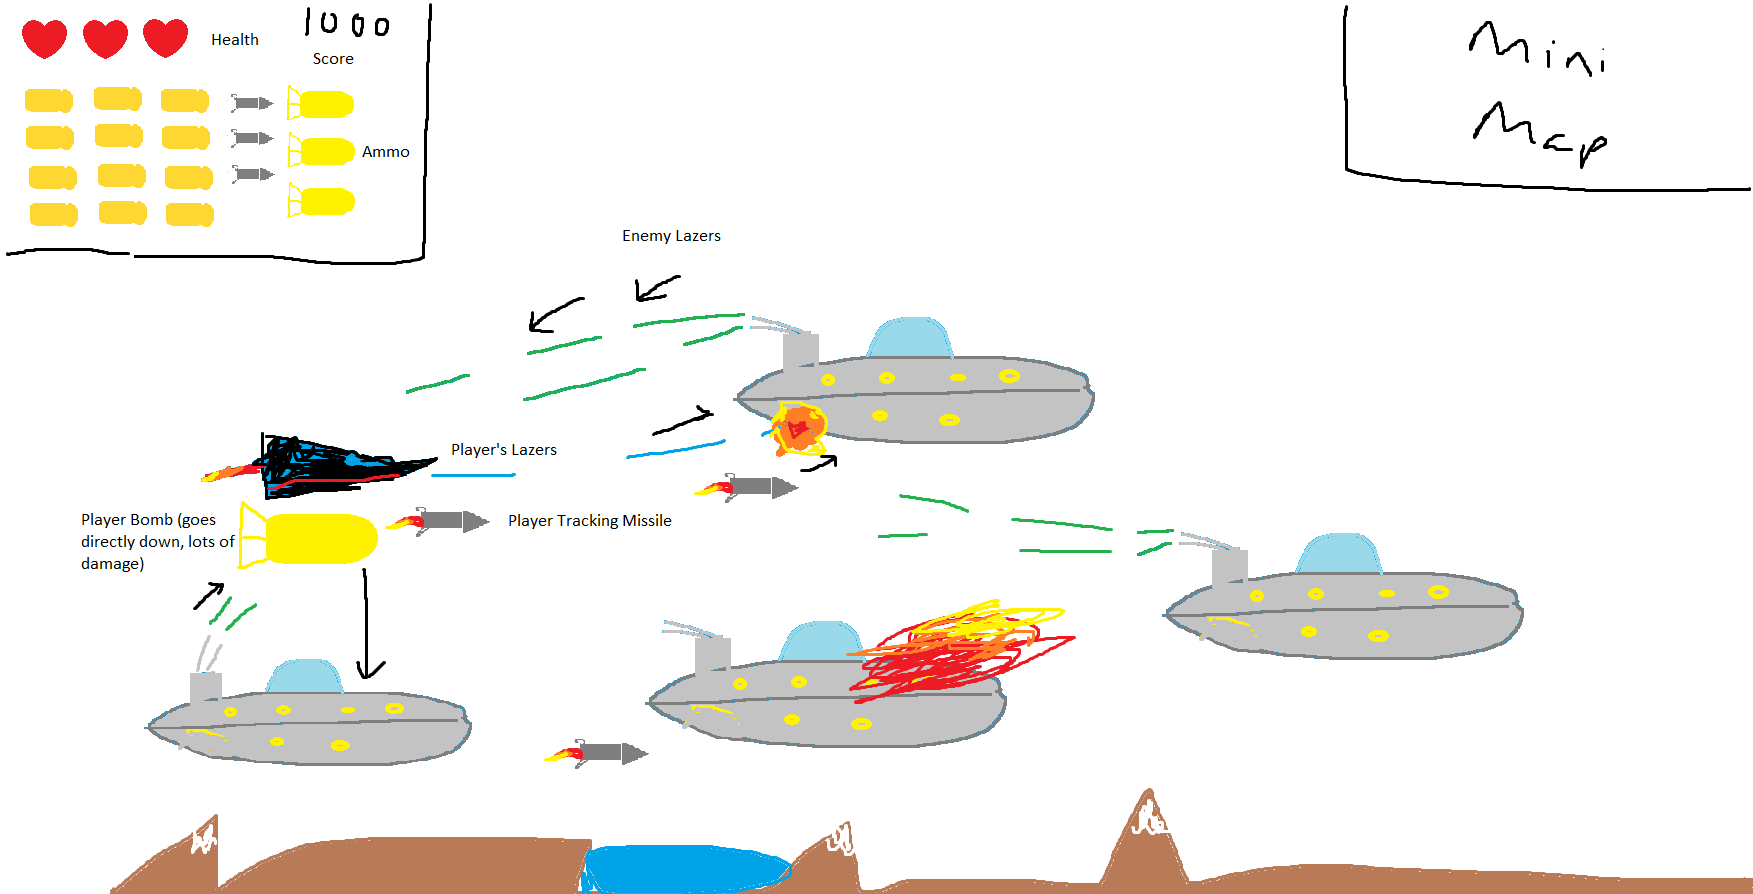 1000
Health
Score
Ammo
Mini
Map
Enemy Lazers
Player's Lazers
Player Bomb (goes
directly down, lots of
damage)
Player Tracking Missile